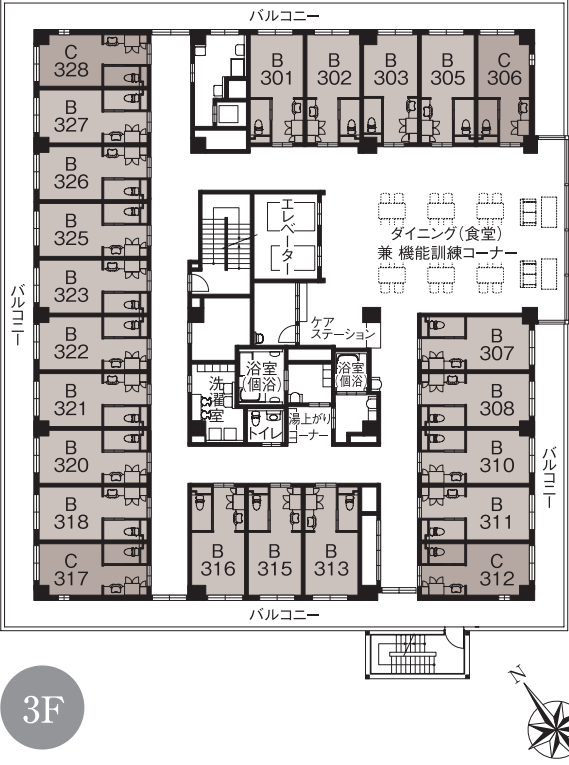 バルコニー
C
328
B
301
B
302
B
303
B
305
C
306
B
327
B
326
B
325
B
323
B
322
B
321
B
320
B
318
C
317
エレベーター
ダイニング（食堂）
兼 機能訓練コーナー
バルコニー
ケア
ステーション
浴室
（個浴）
浴室
（個浴）
洗濯室
トイレ
湯上がり
コーナー
B
307
B
308
B
310
B
311
C
312
バルコニー
B
316
B
315
B
313
バルコニー
3F
N